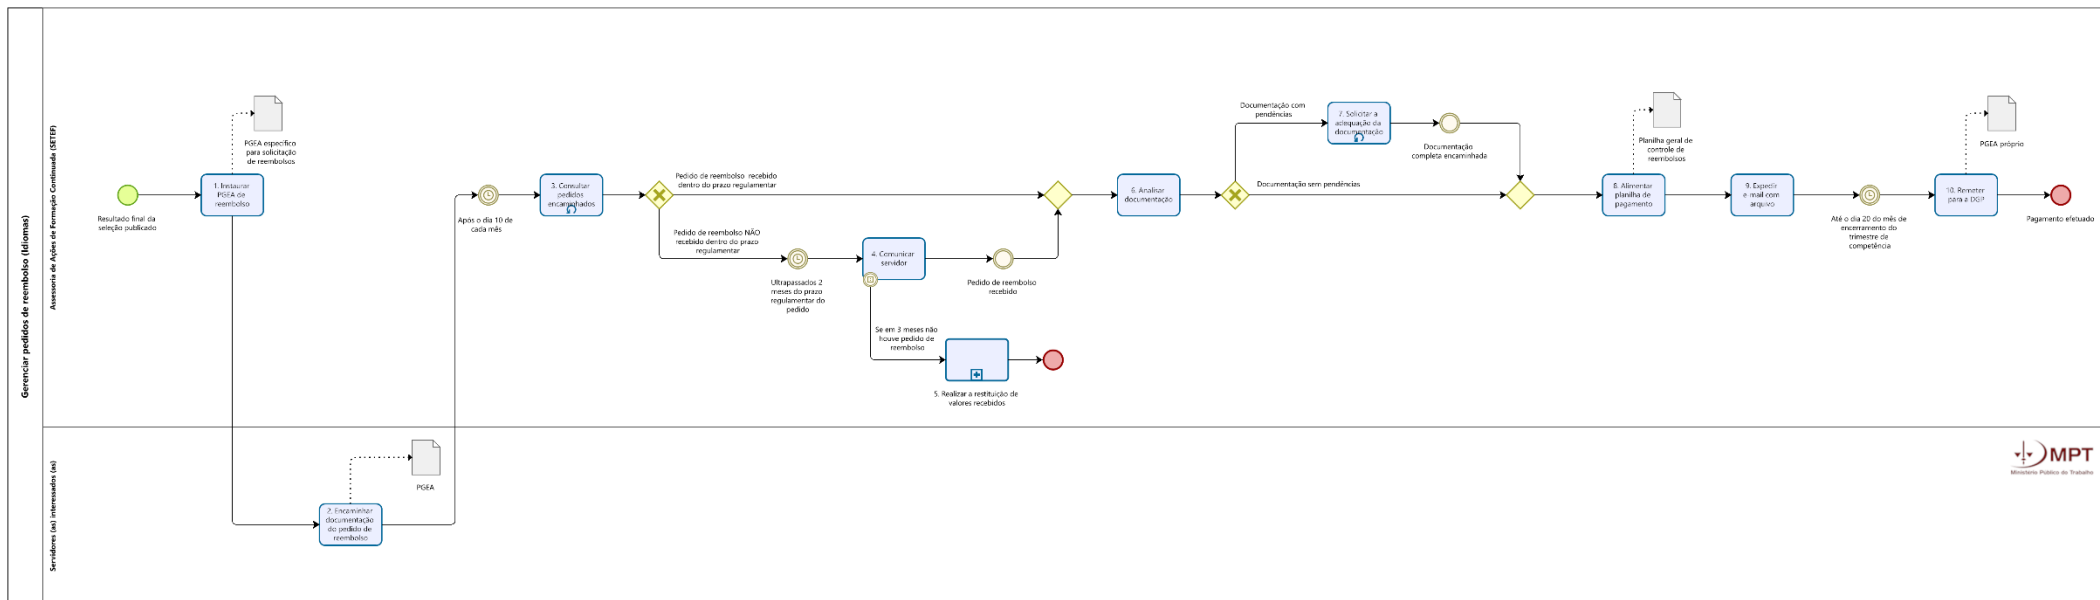 Gerenciar pedidos de reembolso (Idiomas)
Assessoria de Ações de Formação Continuada (SETEF)
Resultado final da
seleção publicado
1. Instaurar
PGEA de
reembolso
PGEA específico
para solicitação
de reembolsos
Após o dia 10 de
cada mês
3. Consultar
pedidos
encaminhados
Pedido de reembolso recebido
dentro do prazo regulamentar
Pedido de reembolso NÃO
recebido dentro do prazo
regulamentar
Ultrapassados 2
meses do prazo
regulamentar do
pedido
4. Comunicar
servidor
Pedido de reembolso
recebido
Se em 3 meses não
houve pedido de
reembolso
5. Realizar a restituição de
valores recebidos
6. Analisar
documentação
Documentação com
pendências
7. Solicitar a
adequação da
documentação
Documentação
completa encaminhada
Documentação sem pendências
8. Alimentar
planilha de
pagamento
Planilha geral de
controle de
reembolsos
9. Expedir
e-mail com
arquivo
Até o dia 20 do mês de
encerramento do
trimestre de
competência
10. Remeter
para a DGP
PGEA próprio
Pagamento efetuado
Servidores (as) interessados (as)
2. Encaminhar
documentação
do pedido de
reembolso
PGEA
MPT
Ministério Público do Trabalho